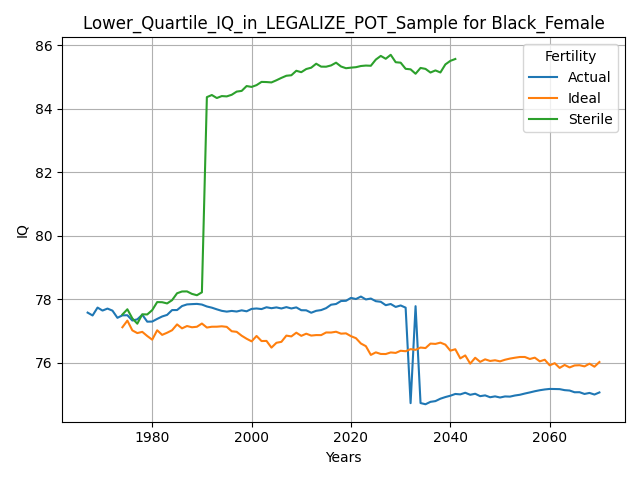 Lower_Quartile_IQ_in_LEGALIZE_POT_Sample for Black_Female
86
84
82
80
78
76
IQ
Fertility
Actual
Ideal
Sterile
1980
2000
2020
2040
2060
Years